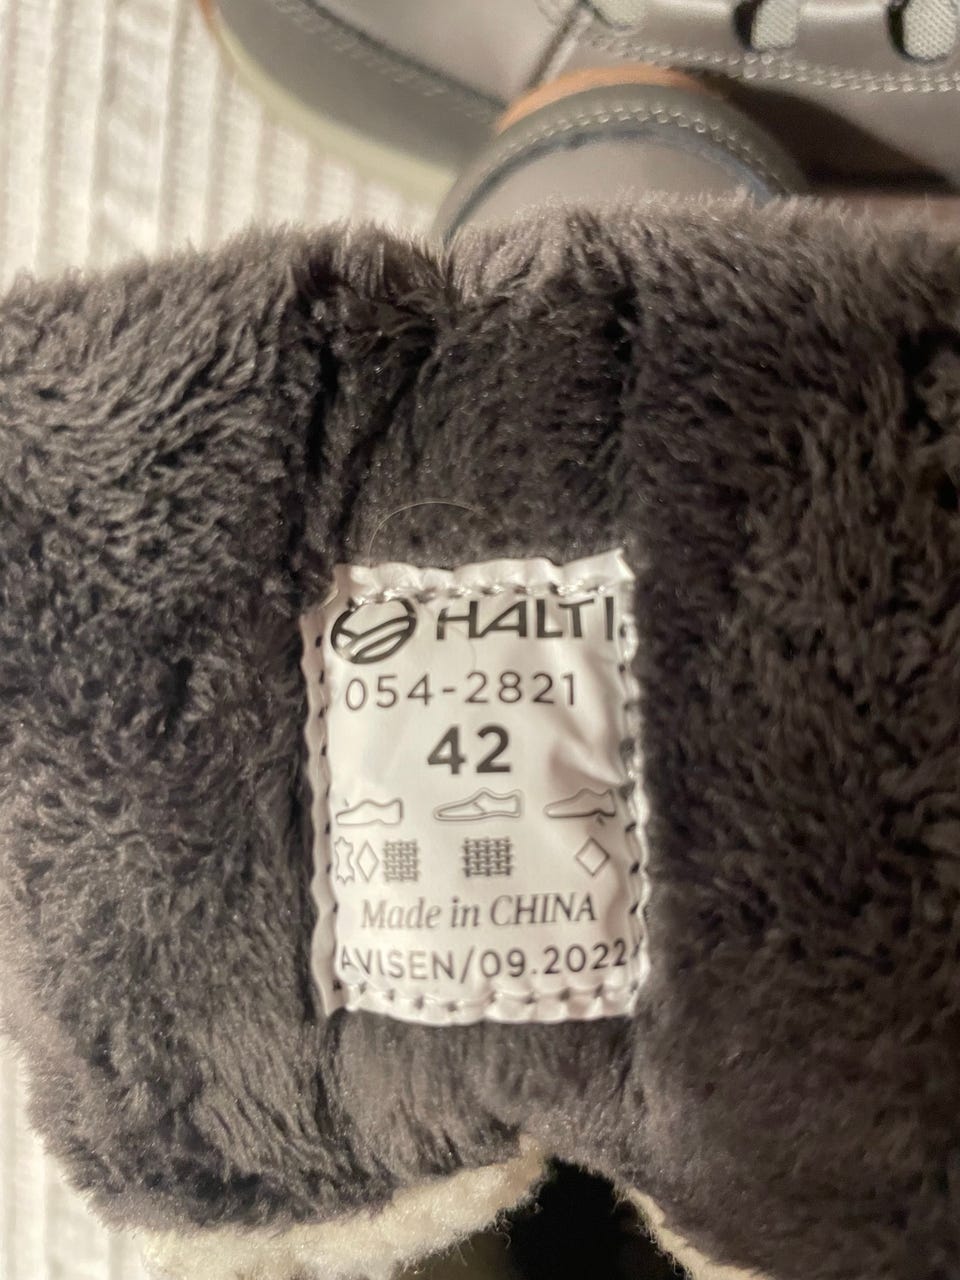 HALTI
054-2821
42
Made in CHINA
AVISEN/09.2022